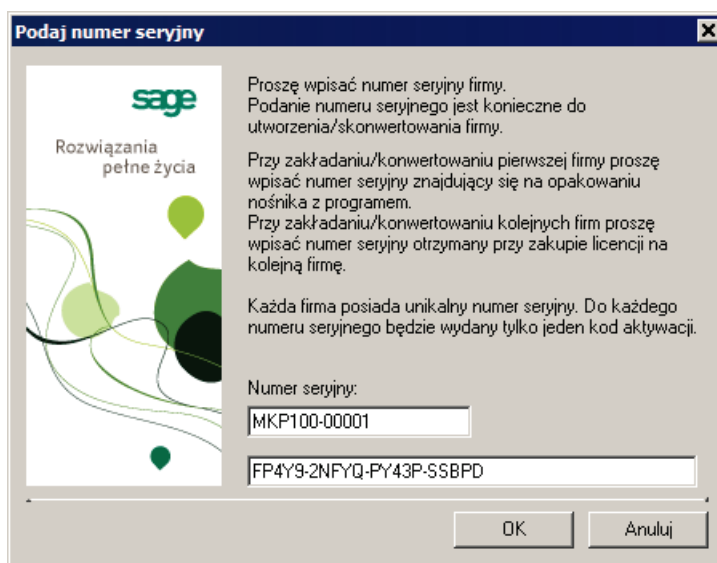 Podaj numer seryjny
sage
Rozwiązania
pełne życia
Proszę wpisać numer seryjny firmy.
Podanie numeru seryjnego jest konieczne do
utworzenia/skonwertowania firmy.
Przy zakładaniu/konwertowaniu pierwszej firmy proszę
wpisać numer seryjny znajdujący się na opakowaniu
nośnika z programem.
Przy zakładaniu/konwertowaniu kolejnych firm proszę
wpisać numer seryjny otrzymany przy zakupie licencji na
kolejną firmę.
Każda firma posiada unikalny numer seryjny. Do każdego
numeru seryjnego będzie wydany tylko jeden kod aktywacji.
Numer seryjny:
MKP100-00001
FP4Y9-2NFYQ-PY43P-SSBPD
OK
Anuluj